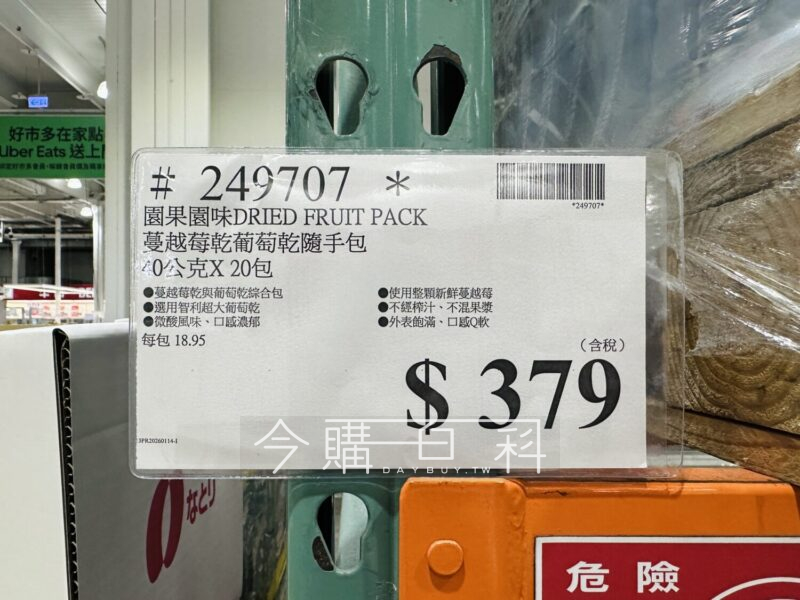 好市多在家點
Uber Eats 送上門
# 249707 *
*249707*
園果園味DRIED FRUIT PACK
蔓越莓乾葡萄乾隨手包
40公克X 20包
●蔓越莓乾與葡萄乾綜合包
●選用智利超大葡萄乾
●微酸風味、口感濃郁
●使用整顆新鮮蔓越莓
●不經榨汁、不混果漿
●外表飽滿、口感Q軟
每包 18.95
(含稅)
$ 379
3PR20260114-1
今購百科
DAYBUY.TW
なとり
危險